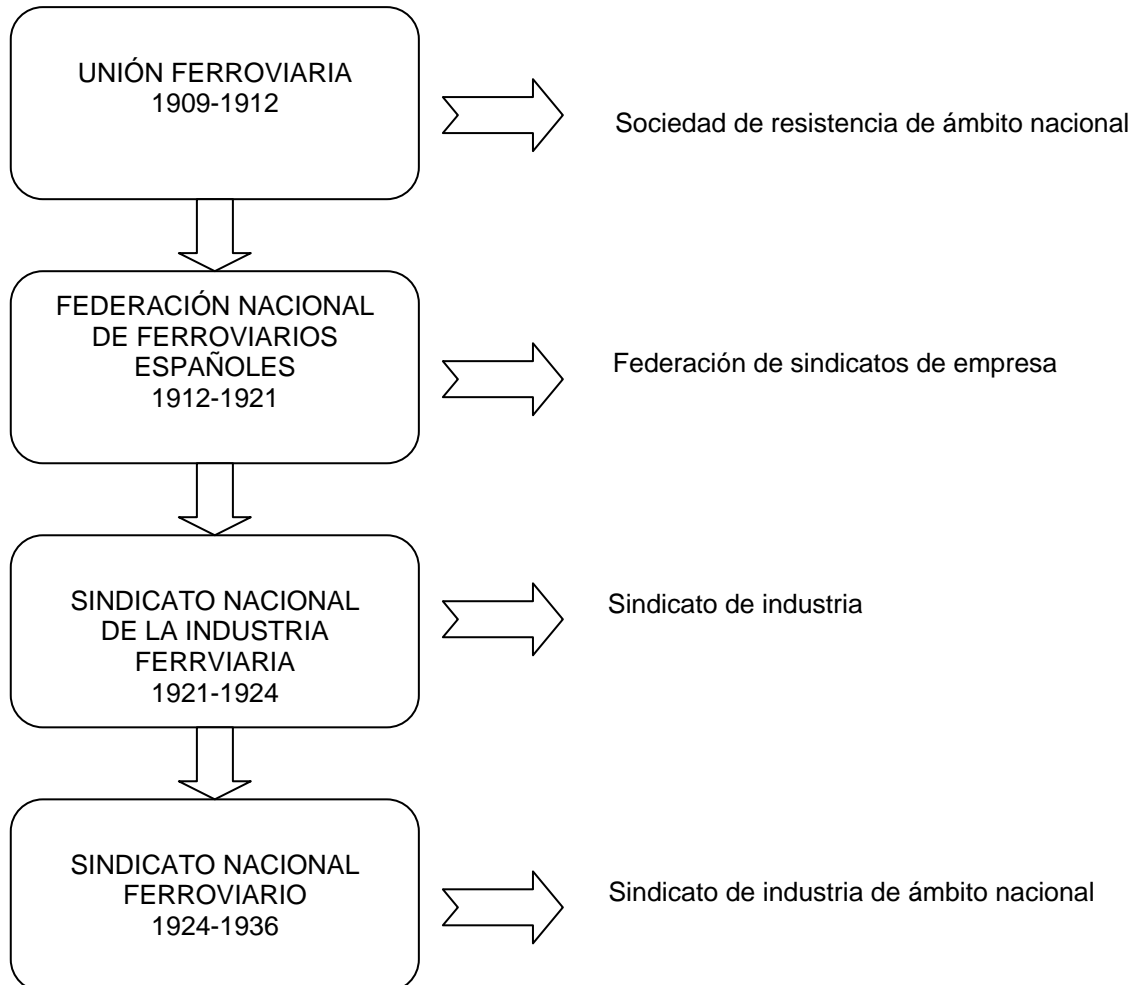 UNIÓN FERROVIARIA
1909-1912
Sociedad de resistencia de ámbito nacional
FEDERACIÓN NACIONAL
DE FERROVIARIOS
ESPAÑOLES
1912-1921
Federación de sindicatos de empresa
SINDICATO NACIONAL
DE LA INDUSTRIA
FERRVIARIA
1921-1924
Sindicato de industria
SINDICATO NACIONAL
FERROVIARIO
1924-1936
Sindicato de industria de ámbito nacional